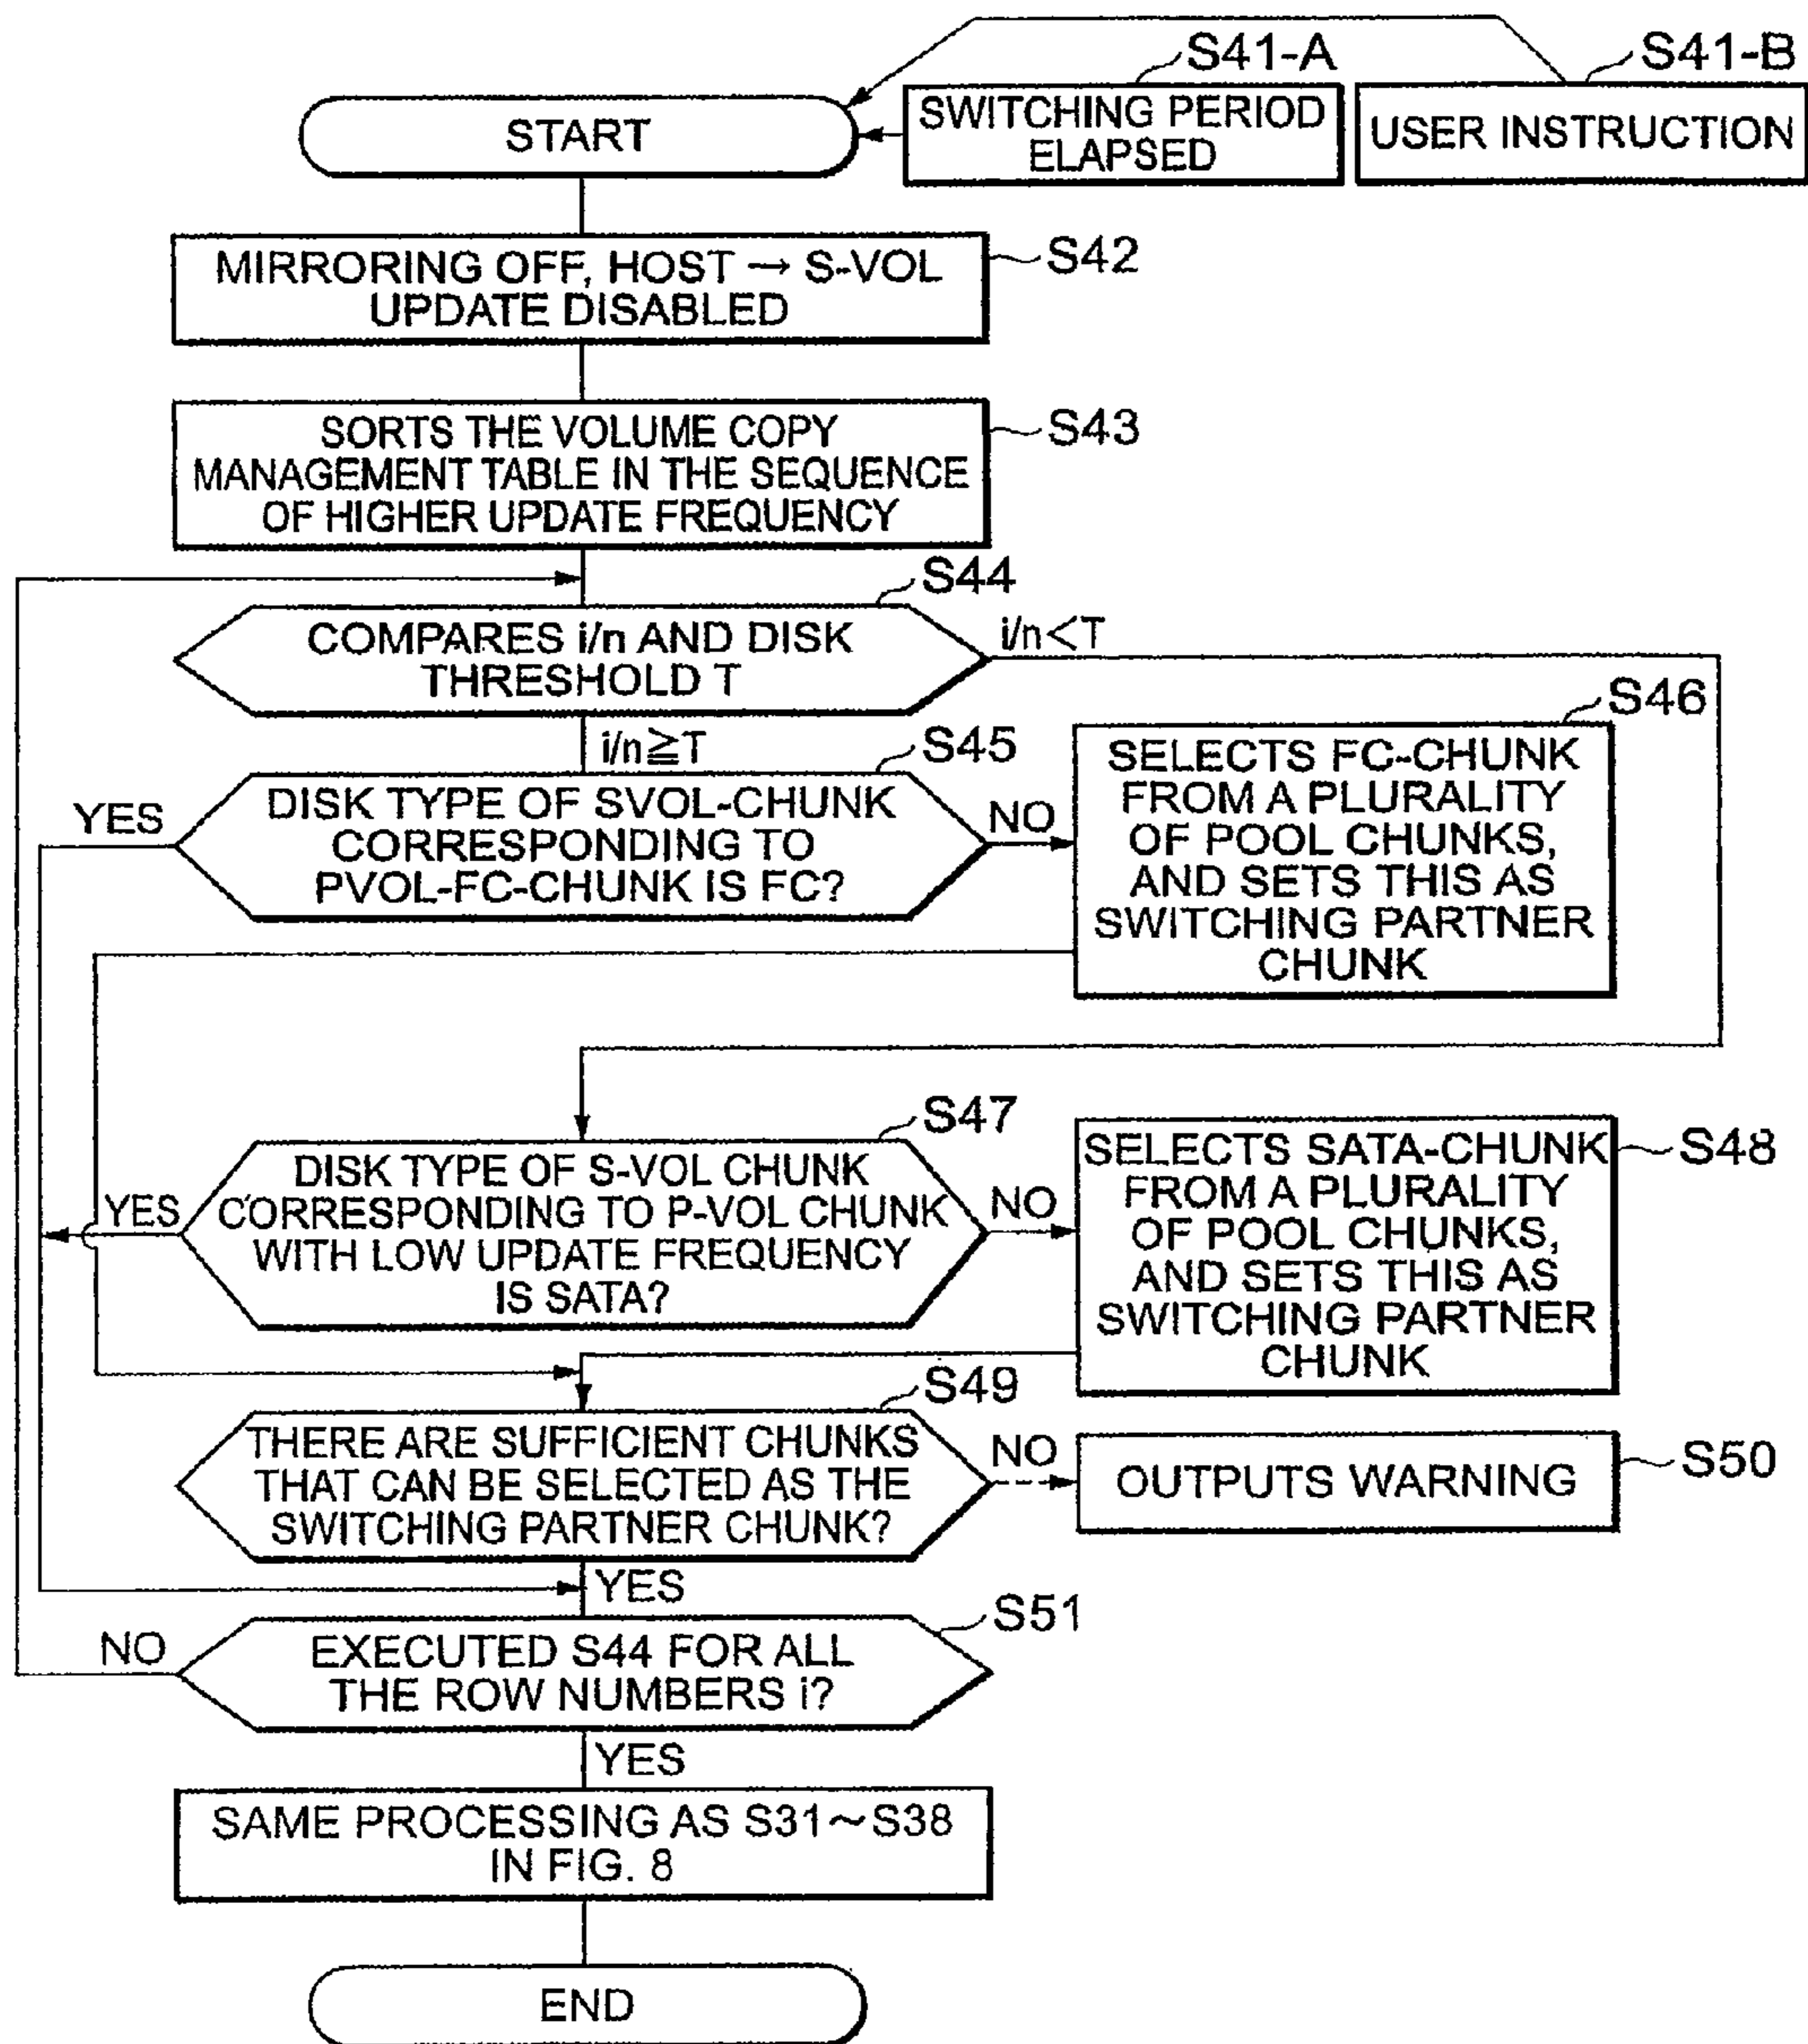 S41-A
S41-B
START
SWITCHING PERIOD
ELAPSED
USER INSTRUCTION
MIRRORING OFF, HOST → S-VOL
UPDATE DISABLED
S42
SORTS THE VOLUME COPY
MANAGEMENT TABLE IN THE SEQUENCE
OF HIGHER UPDATE FREQUENCY
S43
S44
COMPARES i/n AND DISK
THRESHOLD T
i/n<T
i/n≧T
S45
DISK TYPE OF SVOL-CHUNK
CORRESPONDING TO
PVOL-FC-CHUNK IS FC?
YES
NO
S46
SELECTS FC-CHUNK
FROM A PLURALITY
OF POOL CHUNKS,
AND SETS THIS AS
SWITCHING PARTNER
CHUNK
S47
DISK TYPE OF S-VOL CHUNK
CORRESPONDING TO P-VOL CHUNK
WITH LOW UPDATE FREQUENCY
IS SATA?
YES
NO
SELECTS SATA-CHUNK
FROM A PLURALITY
OF POOL CHUNKS,
AND SETS THIS AS
SWITCHING PARTNER
CHUNK
S48
S49
THERE ARE SUFFICIENT CHUNKS
THAT CAN BE SELECTED AS THE
SWITCHING PARTNER CHUNK?
NO
OUTPUTS WARNING
S50
YES
S51
EXECUTED S44 FOR ALL
THE ROW NUMBERS i?
NO
YES
SAME PROCESSING AS S31~S38
IN FIG. 8
END